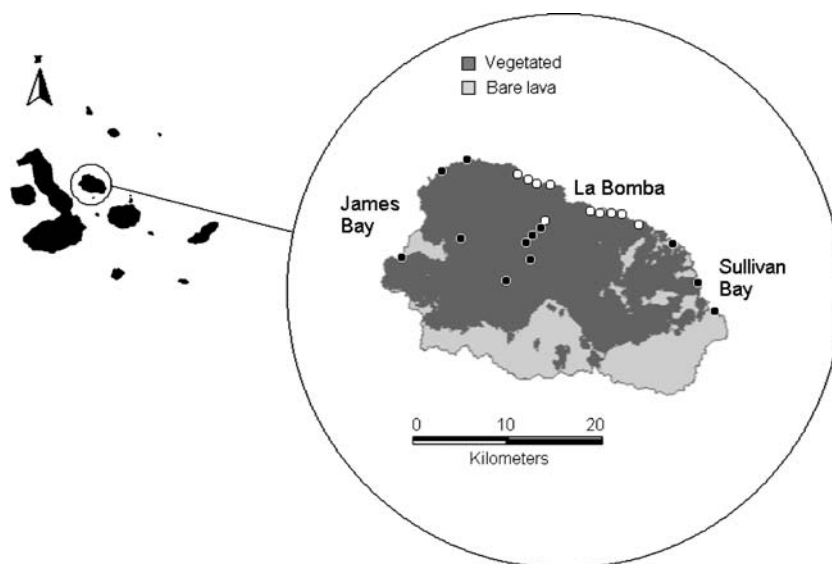 Vegetated
Bare lava
James
Bay
La Bomba
Sullivan
Bay
0 10 20
Kilometers